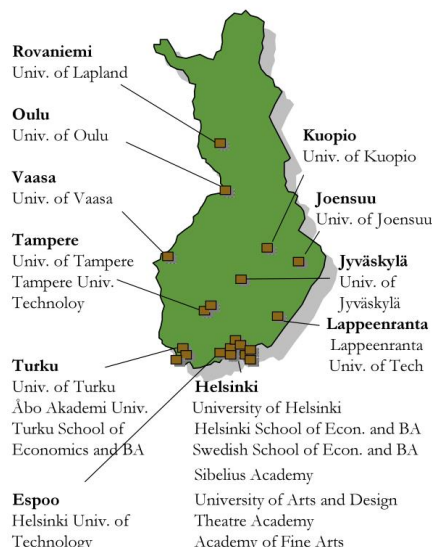 Rovaniemi
Univ. of Lapland
Oulu
Univ. of Oulu
Vaasa
Univ. of Vaasa
Tampere
Univ. of Tampere
Tampere Univ.
Technoloy
Turku
Univ. of Turku
Åbo Akademi Univ.
Turku School of
Economics and BA
Espoo
Helsinki Univ. of
Technology
Kuopio
Univ. of Kuopio
Joensuu
Univ. of Joensuu
Jyväskylä
Univ. of
Jyväskylä
Lappeenranta
Lappeenranta
Univ. of Tech
Helsinki
University of Helsinki
Helsinki School of Econ. and BA
Swedish School of Econ. and BA
Sibelius Academy
University of Arts and Design
Theatre Academy
Academy of Fine Arts